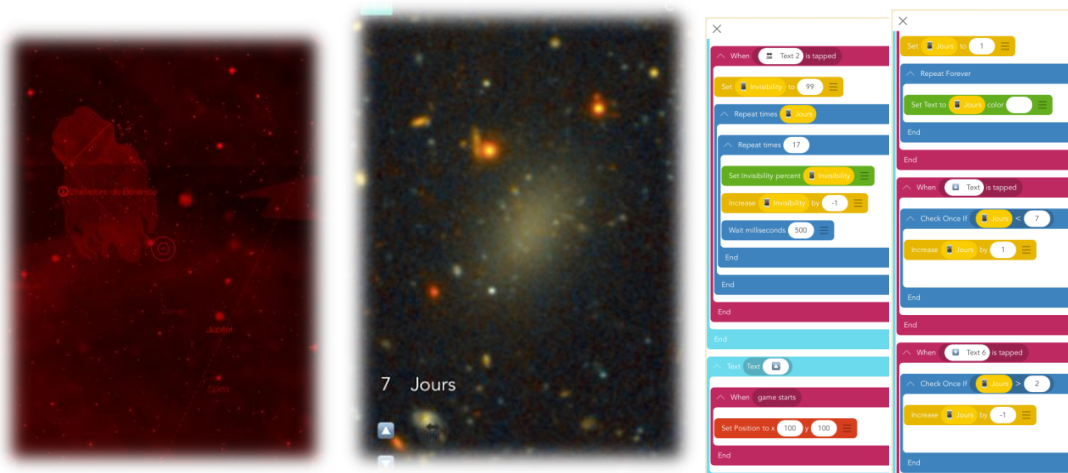 Chevelure de Bérénice
Jupiter
7 Jours
When Text 2 is tapped
Set Invisibility to 99
Repeat times Jours
Repeat times 17
Set Invisibility percent Invisibility
Increase Invisibility by -1
Wait milliseconds 500
End
End
End
End
Text Text
When game starts
Set Position to x 100 y 100
End
Set Jours to 1
Repeat Forever
Set Text to Jours color
End
End
When Text is tapped
Check Once If Jours < 7
Increase Jours by 1
End
End
When Text 6 is tapped
Check Once If Jours > 2
Increase Jours by -1
End